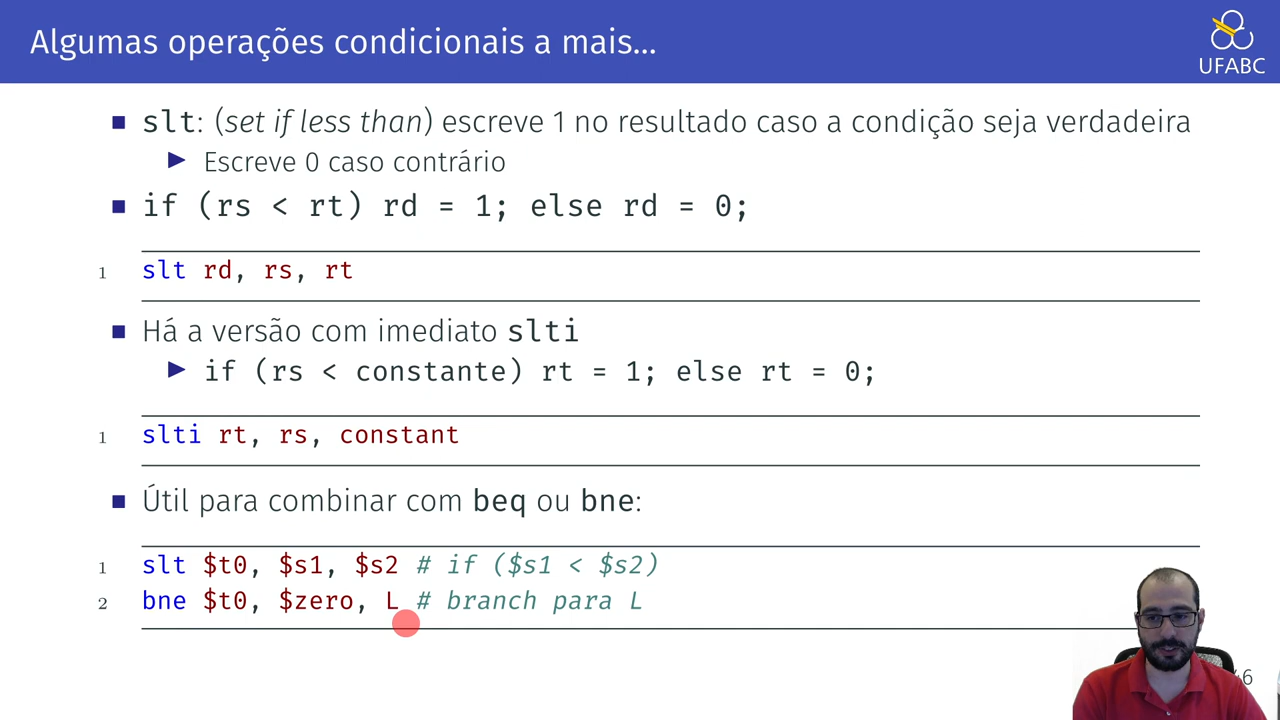 Algumas operações condicionais a mais...
UFABC
slt: (set if less than) escreve 1 no resultado caso a condição seja verdadeira
Escreve 0 caso contrário
if (rs < rt) rd = 1; else rd = 0;
1 slt rd, rs, rt
Há a versão com imediato slti
if (rs < constante) rt = 1; else rt = 0;
1 slti rt, rs, constant
Útil para combinar com beq ou bne:
1 slt $t0, $s1, $s2 # if ($s1 < $s2)
2 bne $t0, $zero, L # branch para L